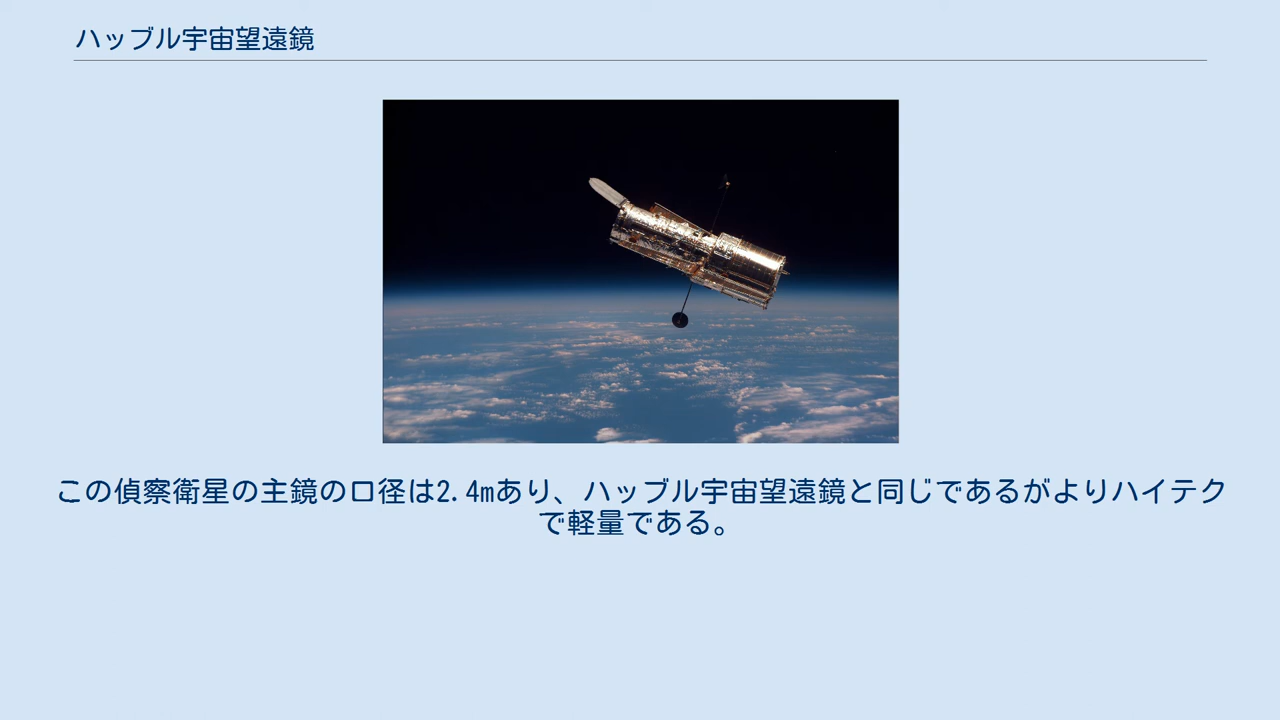 ハッブル宇宙望遠鏡
この偵察衛星の主鏡の口径は2.4mあり、ハッブル宇宙望遠鏡と同じであるがよりハイテク
で軽量である。